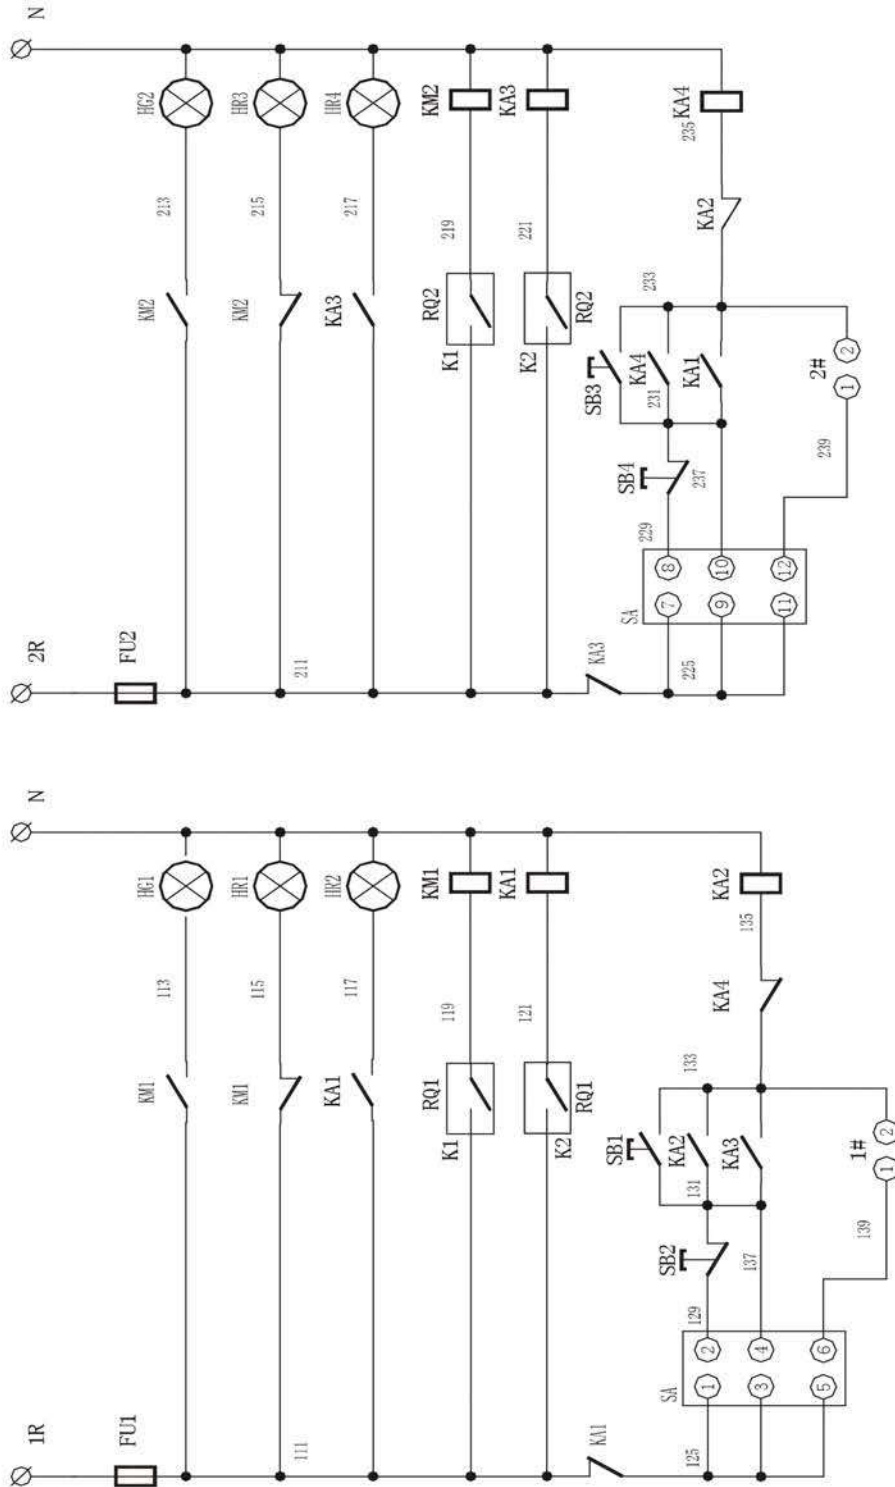 1R
N
FU1
111
KM1
113
HG1
KM1
115
HR1
KA1
117
HR2
K1
RQ1
119
KM1
K2
RQ1
121
KA1
KA1
125
SA
1
2
3
4
5
6
129
SB2
137
SB1
131
KA2
KA3
133
KA4
135
KA2
139
1#
1
2
2R
N
FU2
211
KM2
213
HG2
KM2
215
HR3
KA3
217
HR4
K1
RQ2
219
KM2
K2
RQ2
221
KA3
KA3
225
SA
7
8
9
10
11
12
229
SB4
237
SB3
231
KA4
KA1
233
KA2
235
KA4
239
2#
1
2